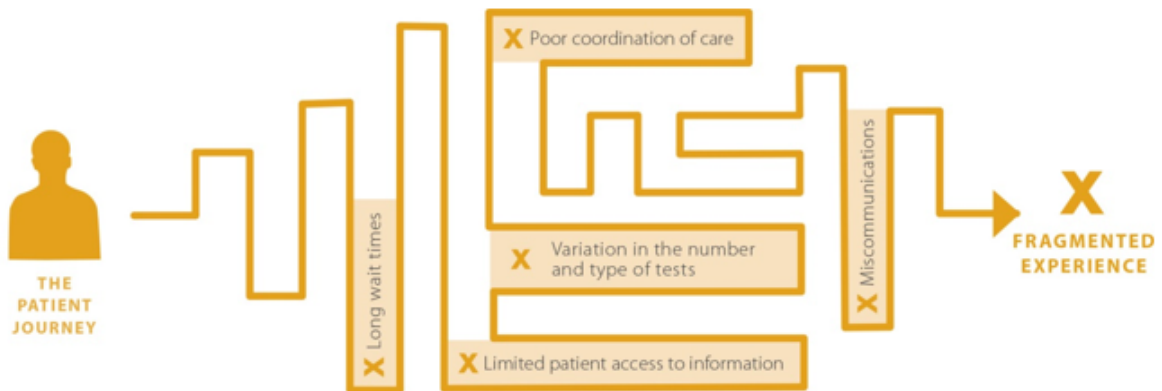 THE
PATIENT
JOURNEY
X Long wait times
X Poor coordination of care
X Variation in the number
and type of tests
X Limited patient access to information
X Miscommunications
X
FRAGMENTED
EXPERIENCE